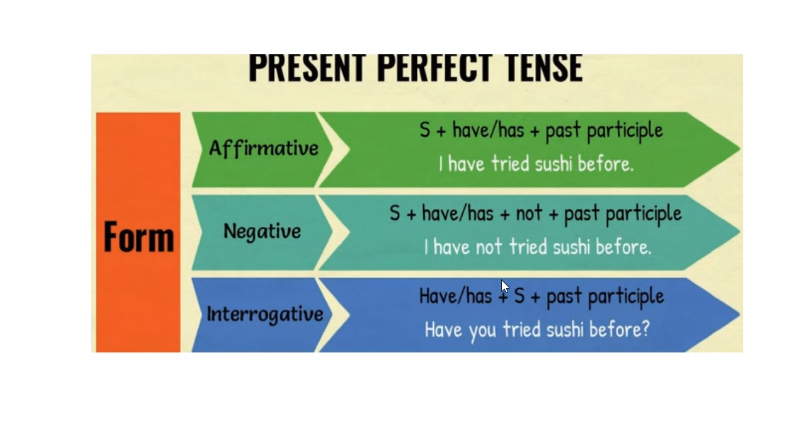 PRESENT PERFECT TENSE
Form
Affirmative
S + have/has + past participle
I have tried sushi before.
Negative
S + have/has + not + past participle
I have not tried sushi before.
Interrogative
Have/has + S + past participle
Have you tried sushi before?